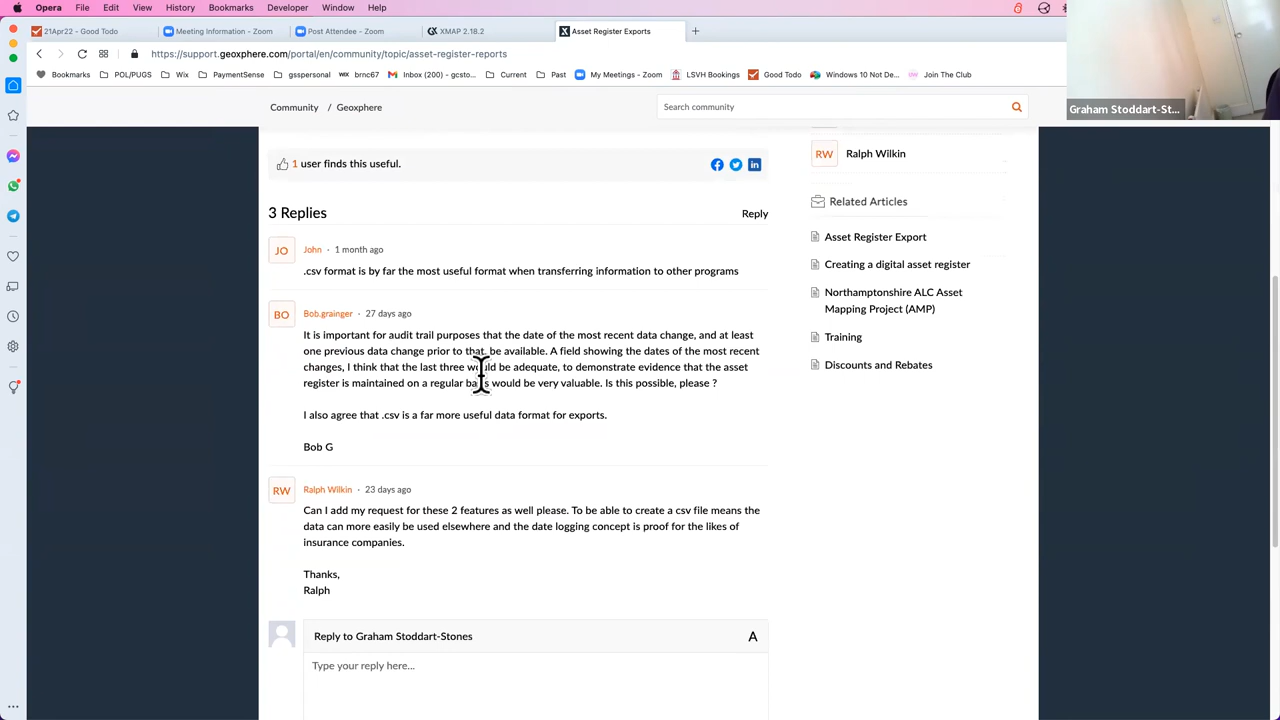 Opera File Edit View History Bookmarks Developer Window Help
21Apr22 - Good Todo Meeting Information - Zoom Post Attendee - Zoom XMAP 2.18.2 Asset Register Exports
https://support.geoxphere.com/portal/en/community/topic/asset-register-reports
Bookmarks POL/PUGS Wix PaymentSense gsspersonal WIX brnc67 Inbox (200) - gcsto... Current Past My Meetings - Zoom LSVH Bookings Good Todo Windows 10 Not De... Join The Club
Graham Stoddart-St...
Community / Geoxphere
Search community
1 user finds this useful.
3 Replies
Reply
JO
John · 1 month ago
.csv format is by far the most useful format when transferring information to other programs
BO
Bob.grainger · 27 days ago
It is important for audit trail purposes that the date of the most recent data change, and at least
one previous data change prior to that, be available. A field showing the dates of the most recent
changes, I think that the last three would be adequate, to demonstrate evidence that the asset
register is maintained on a regular basis would be very valuable. Is this possible, please ?
I also agree that .csv is a far more useful data format for exports.
Bob G
RW
Ralph Wilkin · 23 days ago
Can I add my request for these 2 features as well please. To be able to create a csv file means the
data can more easily be used elsewhere and the date logging concept is proof for the likes of
insurance companies.
Thanks,
Ralph
Reply to Graham Stoddart-Stones
A
Type your reply here...
RW
Ralph Wilkin
Related Articles
Asset Register Export
Creating a digital asset register
Northamptonshire ALC Asset
Mapping Project (AMP)
Training
Discounts and Rebates